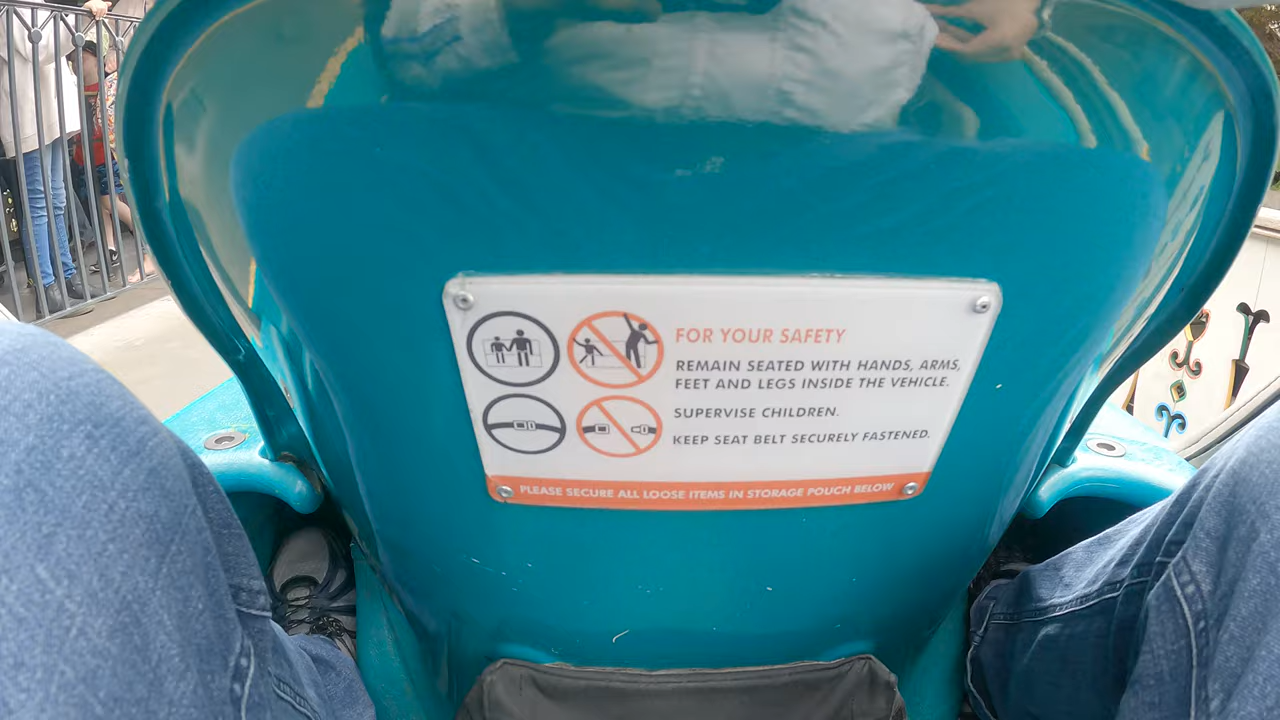 FOR YOUR SAFETY
REMAIN SEATED WITH HANDS, ARMS,
FEET AND LEGS INSIDE THE VEHICLE.
SUPERVISE CHILDREN.
KEEP SEAT BELT SECURELY FASTENED.
PLEASE SECURE ALL LOOSE ITEMS IN STORAGE POUCH BELOW